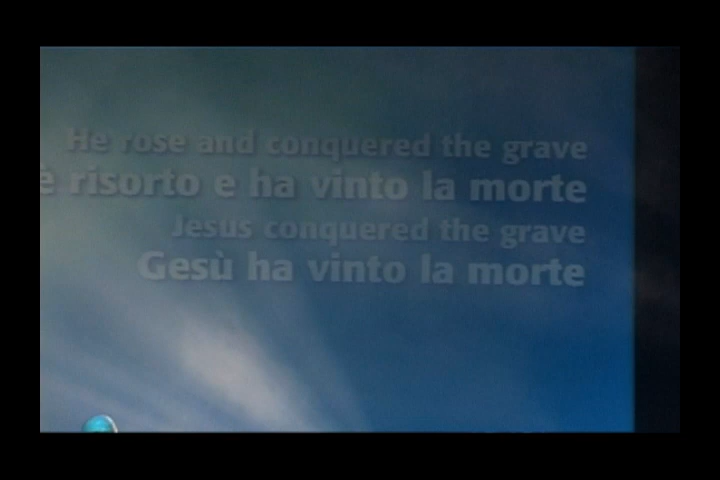 He rose and conquered the grave
è risorto e ha vinto la morte
Jesus conquered the grave
Gesù ha vinto la morte